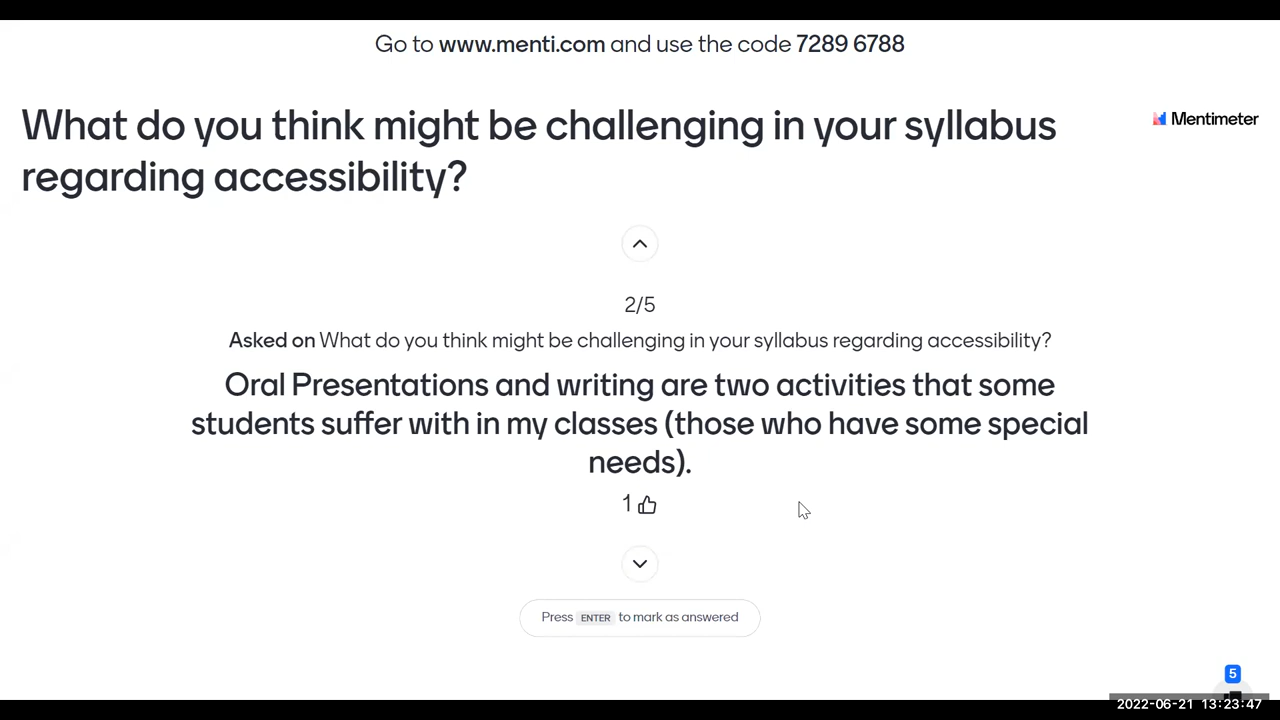 Go to www.menti.com and use the code 7289 6788
What do you think might be challenging in your syllabus
regarding accessibility?
Mentimeter
2/5
Asked on What do you think might be challenging in your syllabus regarding accessibility?
Oral Presentations and writing are two activities that some
students suffer with in my classes (those who have some special
needs).
1
Press ENTER to mark as answered
5
2022-06-21 13:23:47